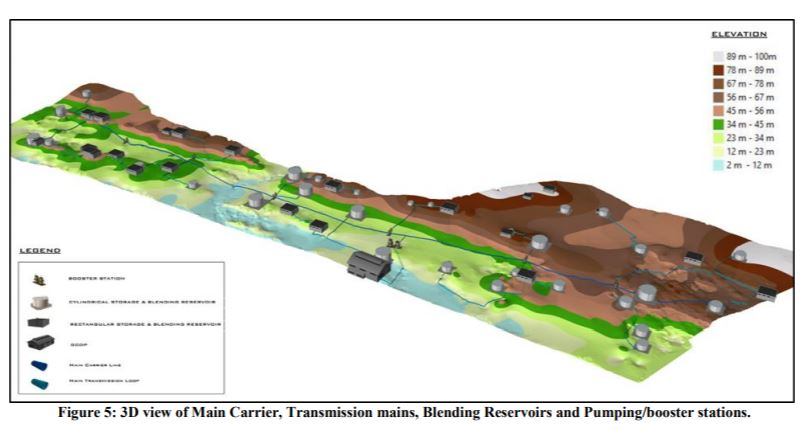 ELEVATION
89 m - 100m
78 m - 89 m
67 m - 78 m
56 m - 67 m
45 m - 56 m
34 m - 45 m
23 m - 34 m
12 m - 23 m
2 m - 12 m
LEGEND
BOOSTER STATION
CYLINDRICAL STORAGE & BLENDING RESERVOIR
RECTANGULAR STORAGE & BLENDING RESERVOIR
GCDP
MAIN CARRIER LINE
MAIN TRANSMISSION LOOP
Figure 5: 3D view of Main Carrier, Transmission mains, Blending Reservoirs and Pumping/booster stations.